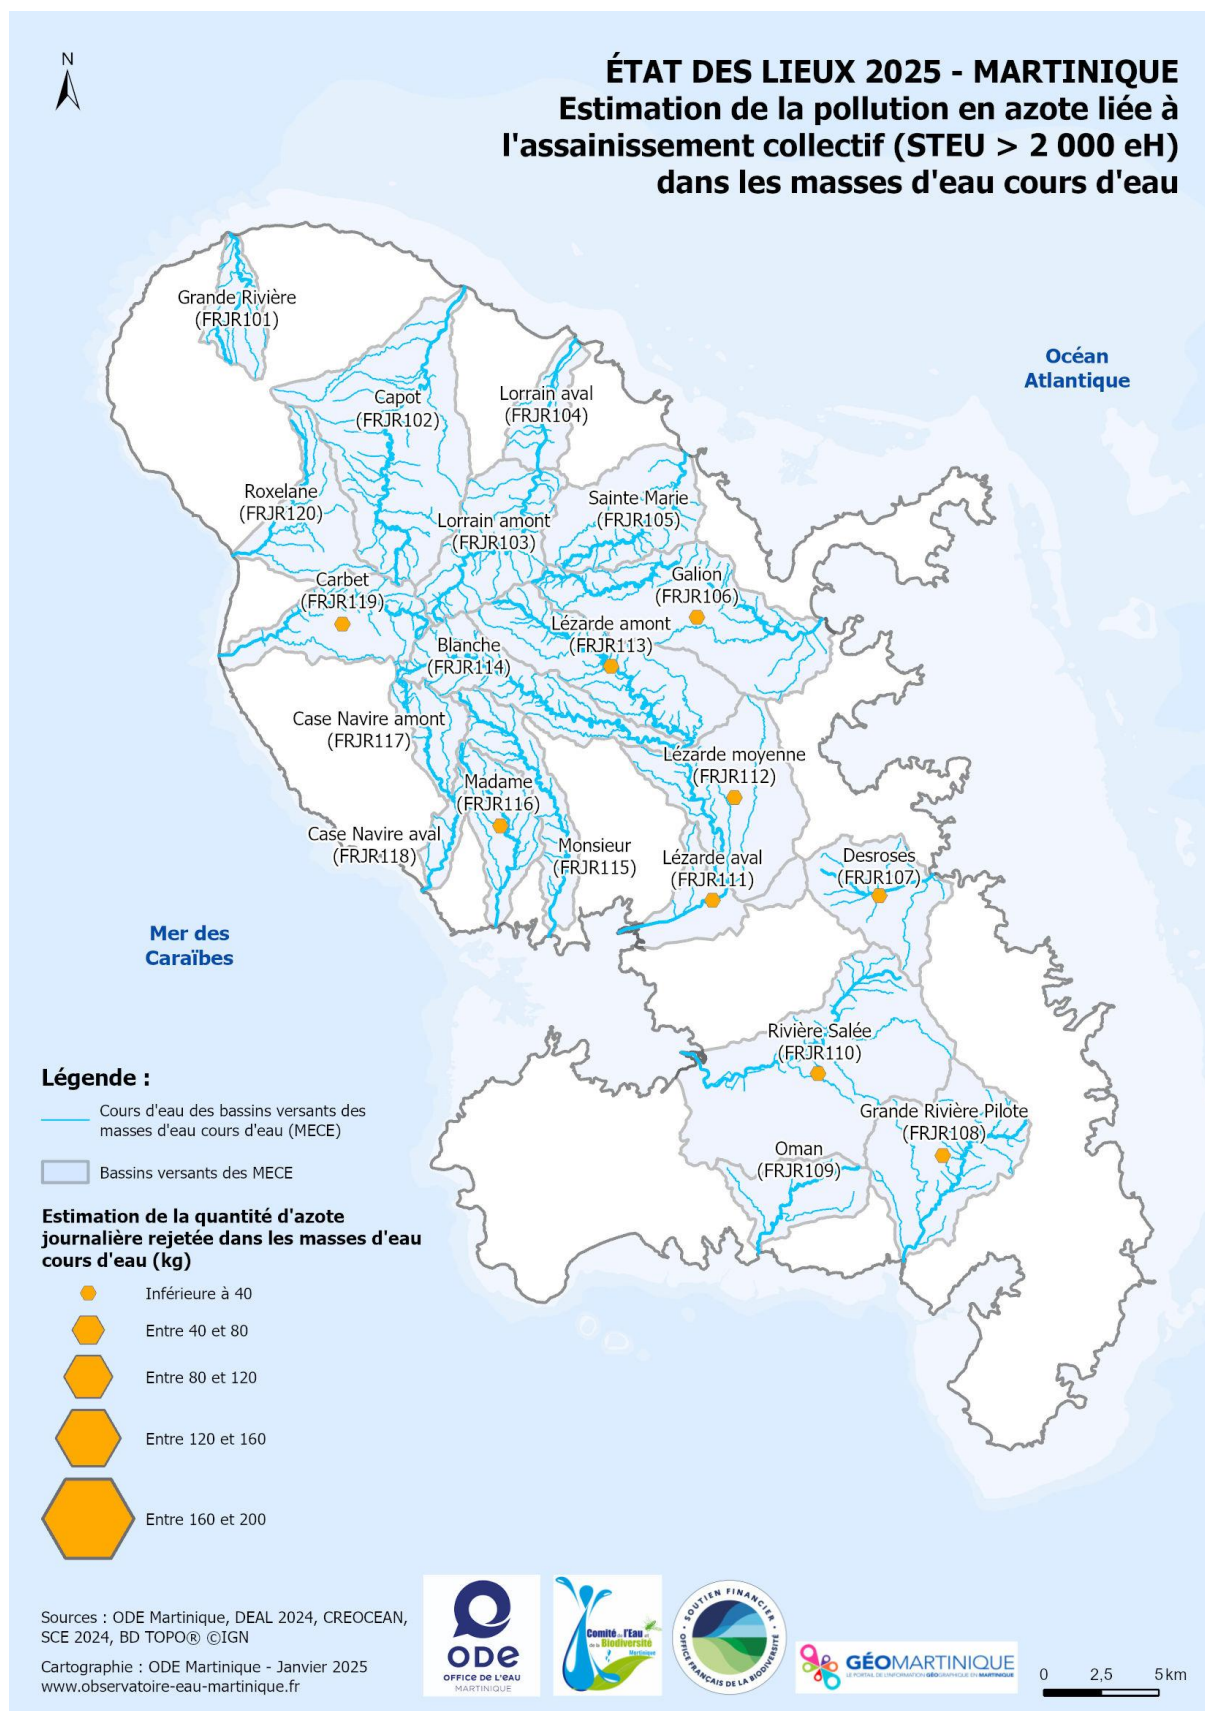 N
ÉTAT DES LIEUX 2025 - MARTINIQUE
Estimation de la pollution en azote liée à
l'assainissement collectif (STEU > 2 000 eH)
dans les masses d'eau cours d'eau
Grande Rivière
(FRJR101)
Océan
Atlantique
Capot
(FRJR102)
Lorrain aval
(FRJR104)
Roxelane
(FRJR120)
Sainte Marie
(FRJR105)
Lorrain amont
(FRJR103)
Carbet
(FRJR119)
Galion
(FRJR106)
Lézarde amont
(FRJR113)
Blanche
(FRJR114)
Case Navire amont
(FRJR117)
Lézarde moyenne
(FRJR112)
Madame
(FRJR116)
Case Navire aval
(FRJR118)
Monsieur
(FRJR115)
Lézarde aval
(FRJR111)
Desroses
(FRJR107)
Mer des
Caraïbes
Rivière Salée
(FRJR110)
Grande Rivière Pilote
(FRJR108)
Oman
(FRJR109)
Légende :
Cours d'eau des bassins versants des
masses d'eau cours d'eau (MECE)
Bassins versants des MECE
Estimation de la quantité d'azote
journalière rejetée dans les masses d'eau
cours d'eau (kg)
Inférieure à 40
Entre 40 et 80
Entre 80 et 120
Entre 120 et 160
Entre 160 et 200
Sources : ODE Martinique, DEAL 2024, CREOCEAN,
SCE 2024, BD TOPO® ©IGN
Cartographie : ODE Martinique - Janvier 2025
www.observatoire-eau-martinique.fr
ODE
OFFICE DE L'EAU
MARTINIQUE
Comité de l'Eau et
de la Biodiversité
Martinique
SOUTIEN FINANCIER
OFFICE FRANÇAIS DE LA BIODIVERSITÉ
GÉOMARTINIQUE
LE PORTAIL DE L'INFORMATION GÉOGRAPHIQUE EN MARTINIQUE
0 2,5 5 km